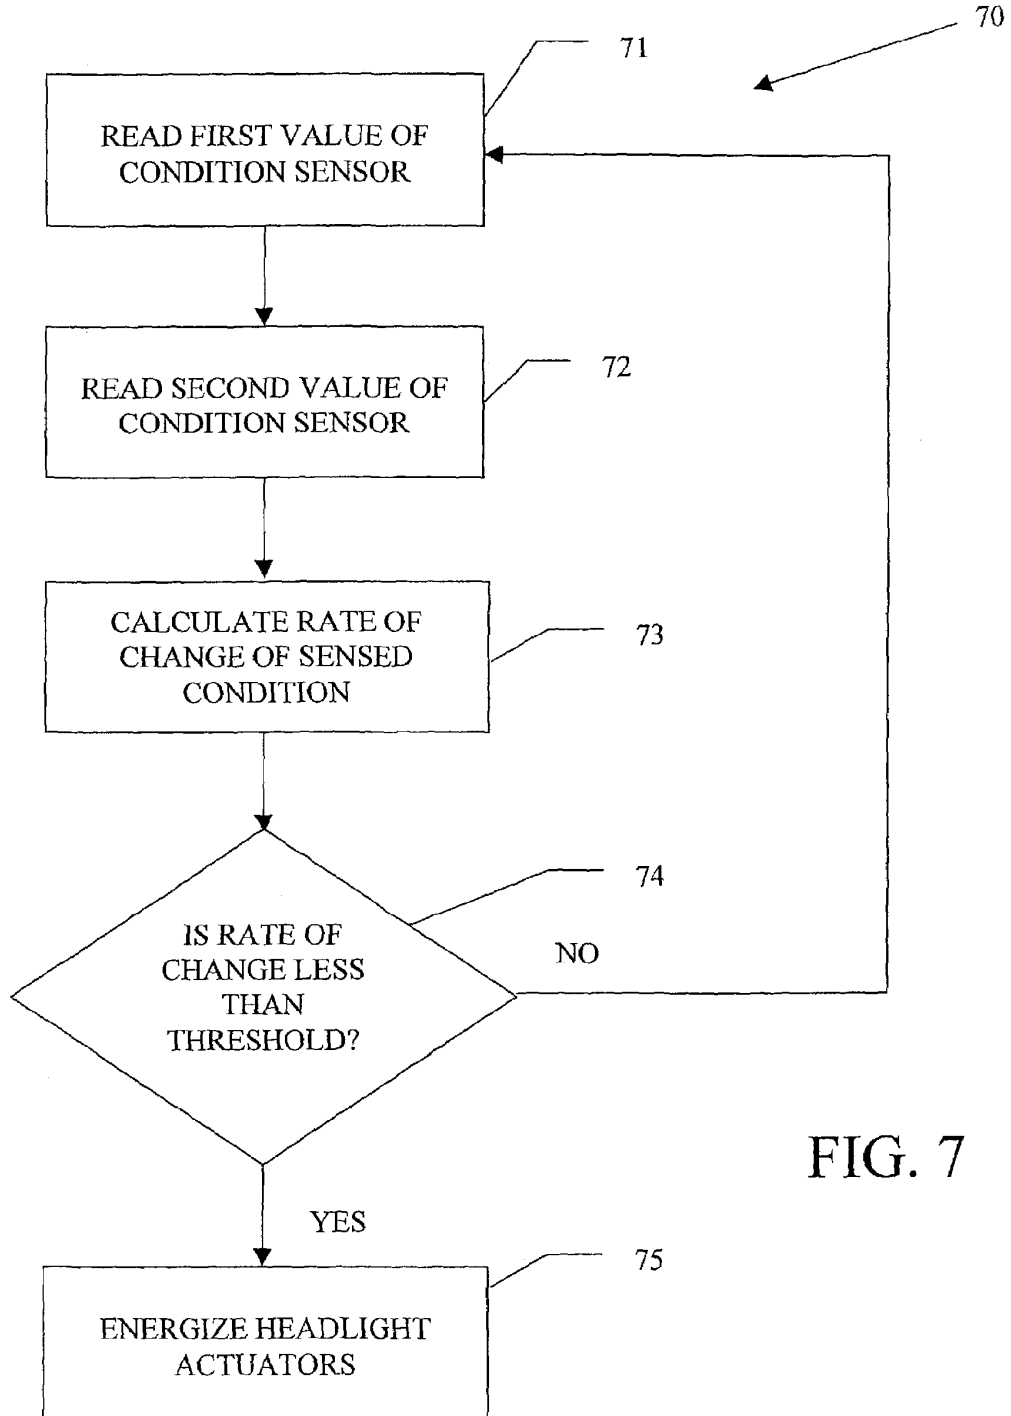 70
71
READ FIRST VALUE OF
CONDITION SENSOR
72
READ SECOND VALUE OF
CONDITION SENSOR
73
CALCULATE RATE OF
CHANGE OF SENSED
CONDITION
74
IS RATE OF
CHANGE LESS
THAN
THRESHOLD?
NO
FIG. 7
YES
75
ENERGIZE HEADLIGHT
ACTUATORS